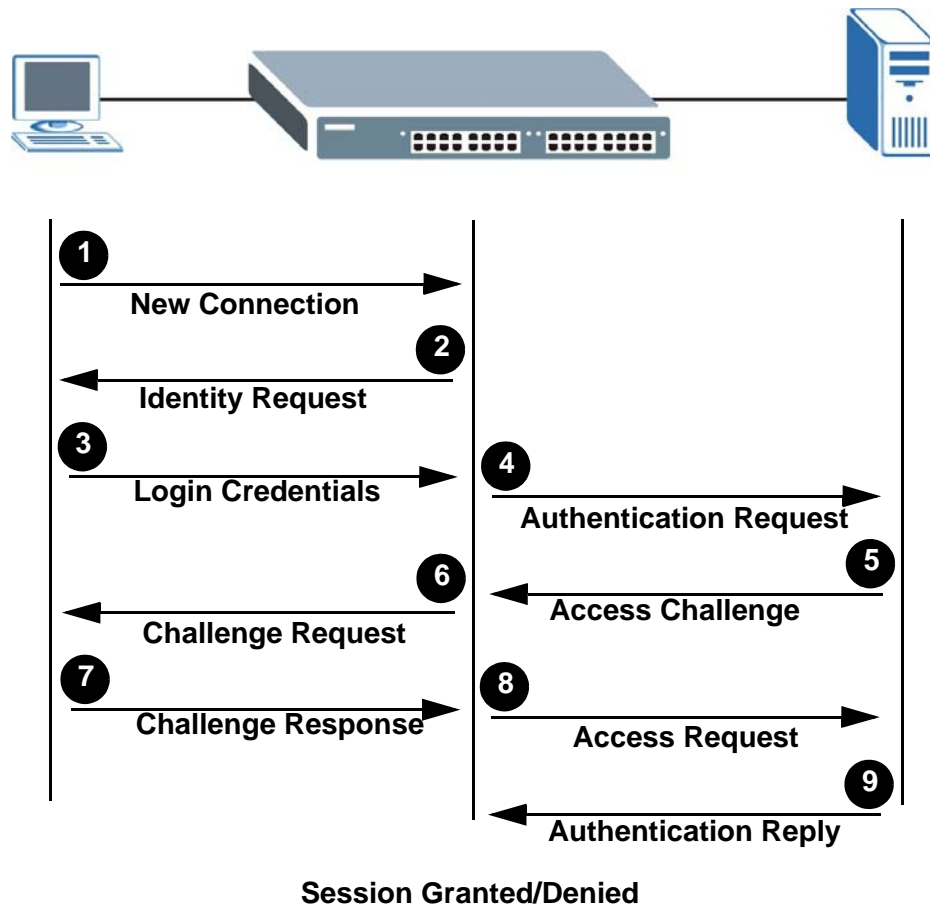 1
New Connection
2
Identity Request
3
Login Credentials
4
Authentication Request
5
Access Challenge
6
Challenge Request
7
Challenge Response
8
Access Request
9
Authentication Reply
Session Granted/Denied